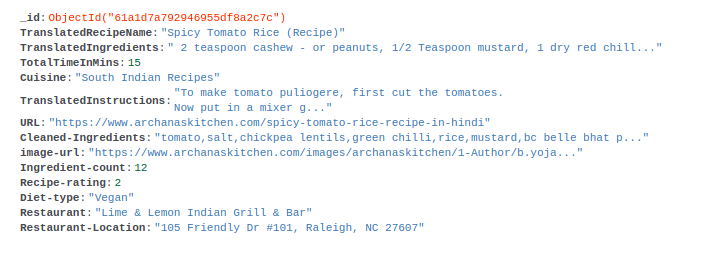 _id: ObjectId("61a1d7a792946955df8a2c7c")
TranslatedRecipeName: "Spicy Tomato Rice (Recipe)"
TranslatedIngredients: " 2 teaspoon cashew - or peanuts, 1/2 Teaspoon mustard, 1 dry red chill..."
TotalTimeInMins: 15
Cuisine: "South Indian Recipes"
TranslatedInstructions: "To make tomato puliogere, first cut the tomatoes.
Now put in a mixer g..."
URL: "https://www.archanaskitchen.com/spicy-tomato-rice-recipe-in-hindi"
Cleaned-Ingredients: "tomato,salt,chickpea lentils,green chilli,rice,mustard,bc belle bhat p..."
image-url: "https://www.archanaskitchen.com/images/archanaskitchen/1-Author/b.yoja..."
Ingredient-count: 12
Recipe-rating: 2
Diet-type: "Vegan"
Restaurant: "Lime & Lemon Indian Grill & Bar"
Restaurant-Location: "105 Friendly Dr #101, Raleigh, NC 27607"